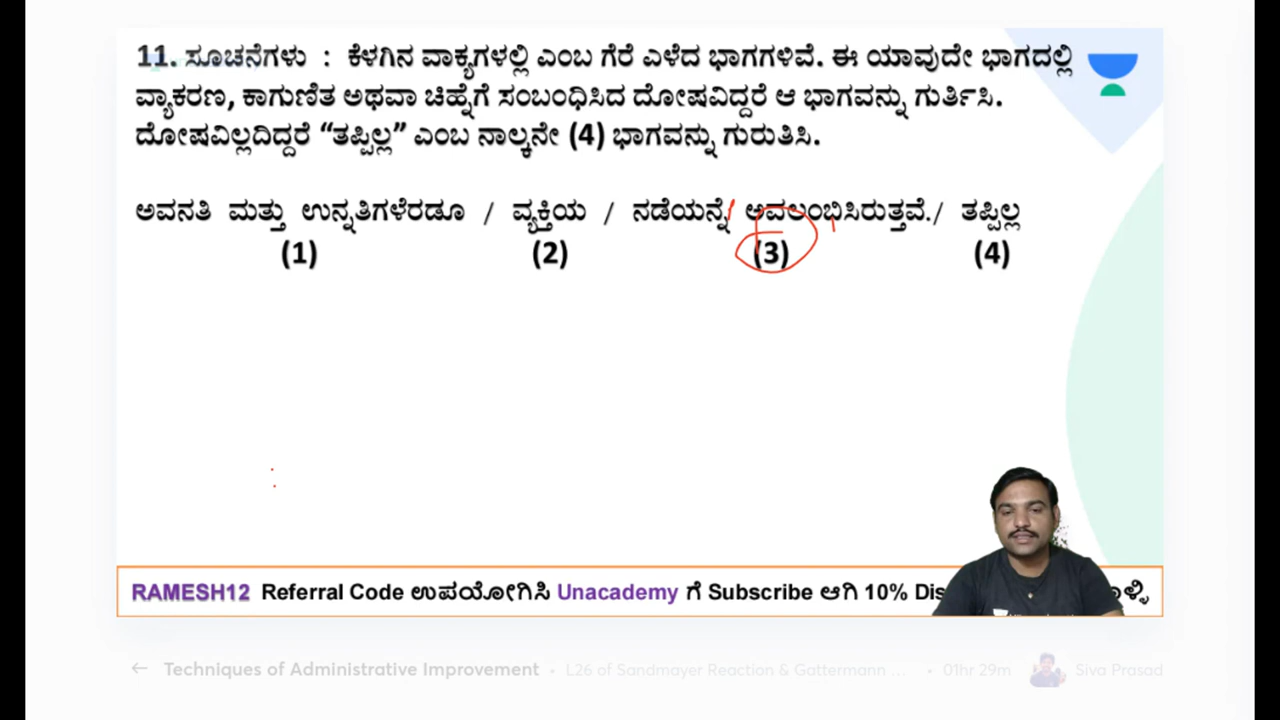 11. ಸೂಚನೆಗಳು : ಕೆಳಗಿನ ವಾಕ್ಯಗಳಲ್ಲಿ ಎಂಬ ಗೆರೆ ಎಳೆದ ಭಾಗಗಳಿವೆ. ಈ ಯಾವುದೇ ಭಾಗದಲ್ಲಿ
ವ್ಯಾಕರಣ, ಕಾಗುಣಿತ ಅಥವಾ ಚಿಹ್ನೆಗೆ ಸಂಬಂಧಿಸಿದ ದೋಷವಿದ್ದರೆ ಆ ಭಾಗವನ್ನು ಗುರ್ತಿಸಿ.
ದೋಷವಿಲ್ಲದಿದ್ದರೆ “ತಪ್ಪಿಲ್ಲ” ಎಂಬ ನಾಲ್ಕನೇ (4) ಭಾಗವನ್ನು ಗುರುತಿಸಿ.
ಅವನತಿ ಮತ್ತು ಉನ್ನತಿಗಳೆರಡೂ / ವ್ಯಕ್ತಿಯ / ನಡೆಯನ್ನೆ ಅವಲಂಭಿಸಿರುತ್ತವೆ./ ತಪ್ಪಿಲ್ಲ
(1) (2) (3) (4)
RAMESH12 Referral Code ಉಪಯೋಗಿಸಿ Unacademy ಗೆ Subscribe ಆಗಿ 10%
Techniques of Administrative Improvement • L26 of Sandmayer Reaction & Gattermann ... • 01hr 29m Siva Prasad